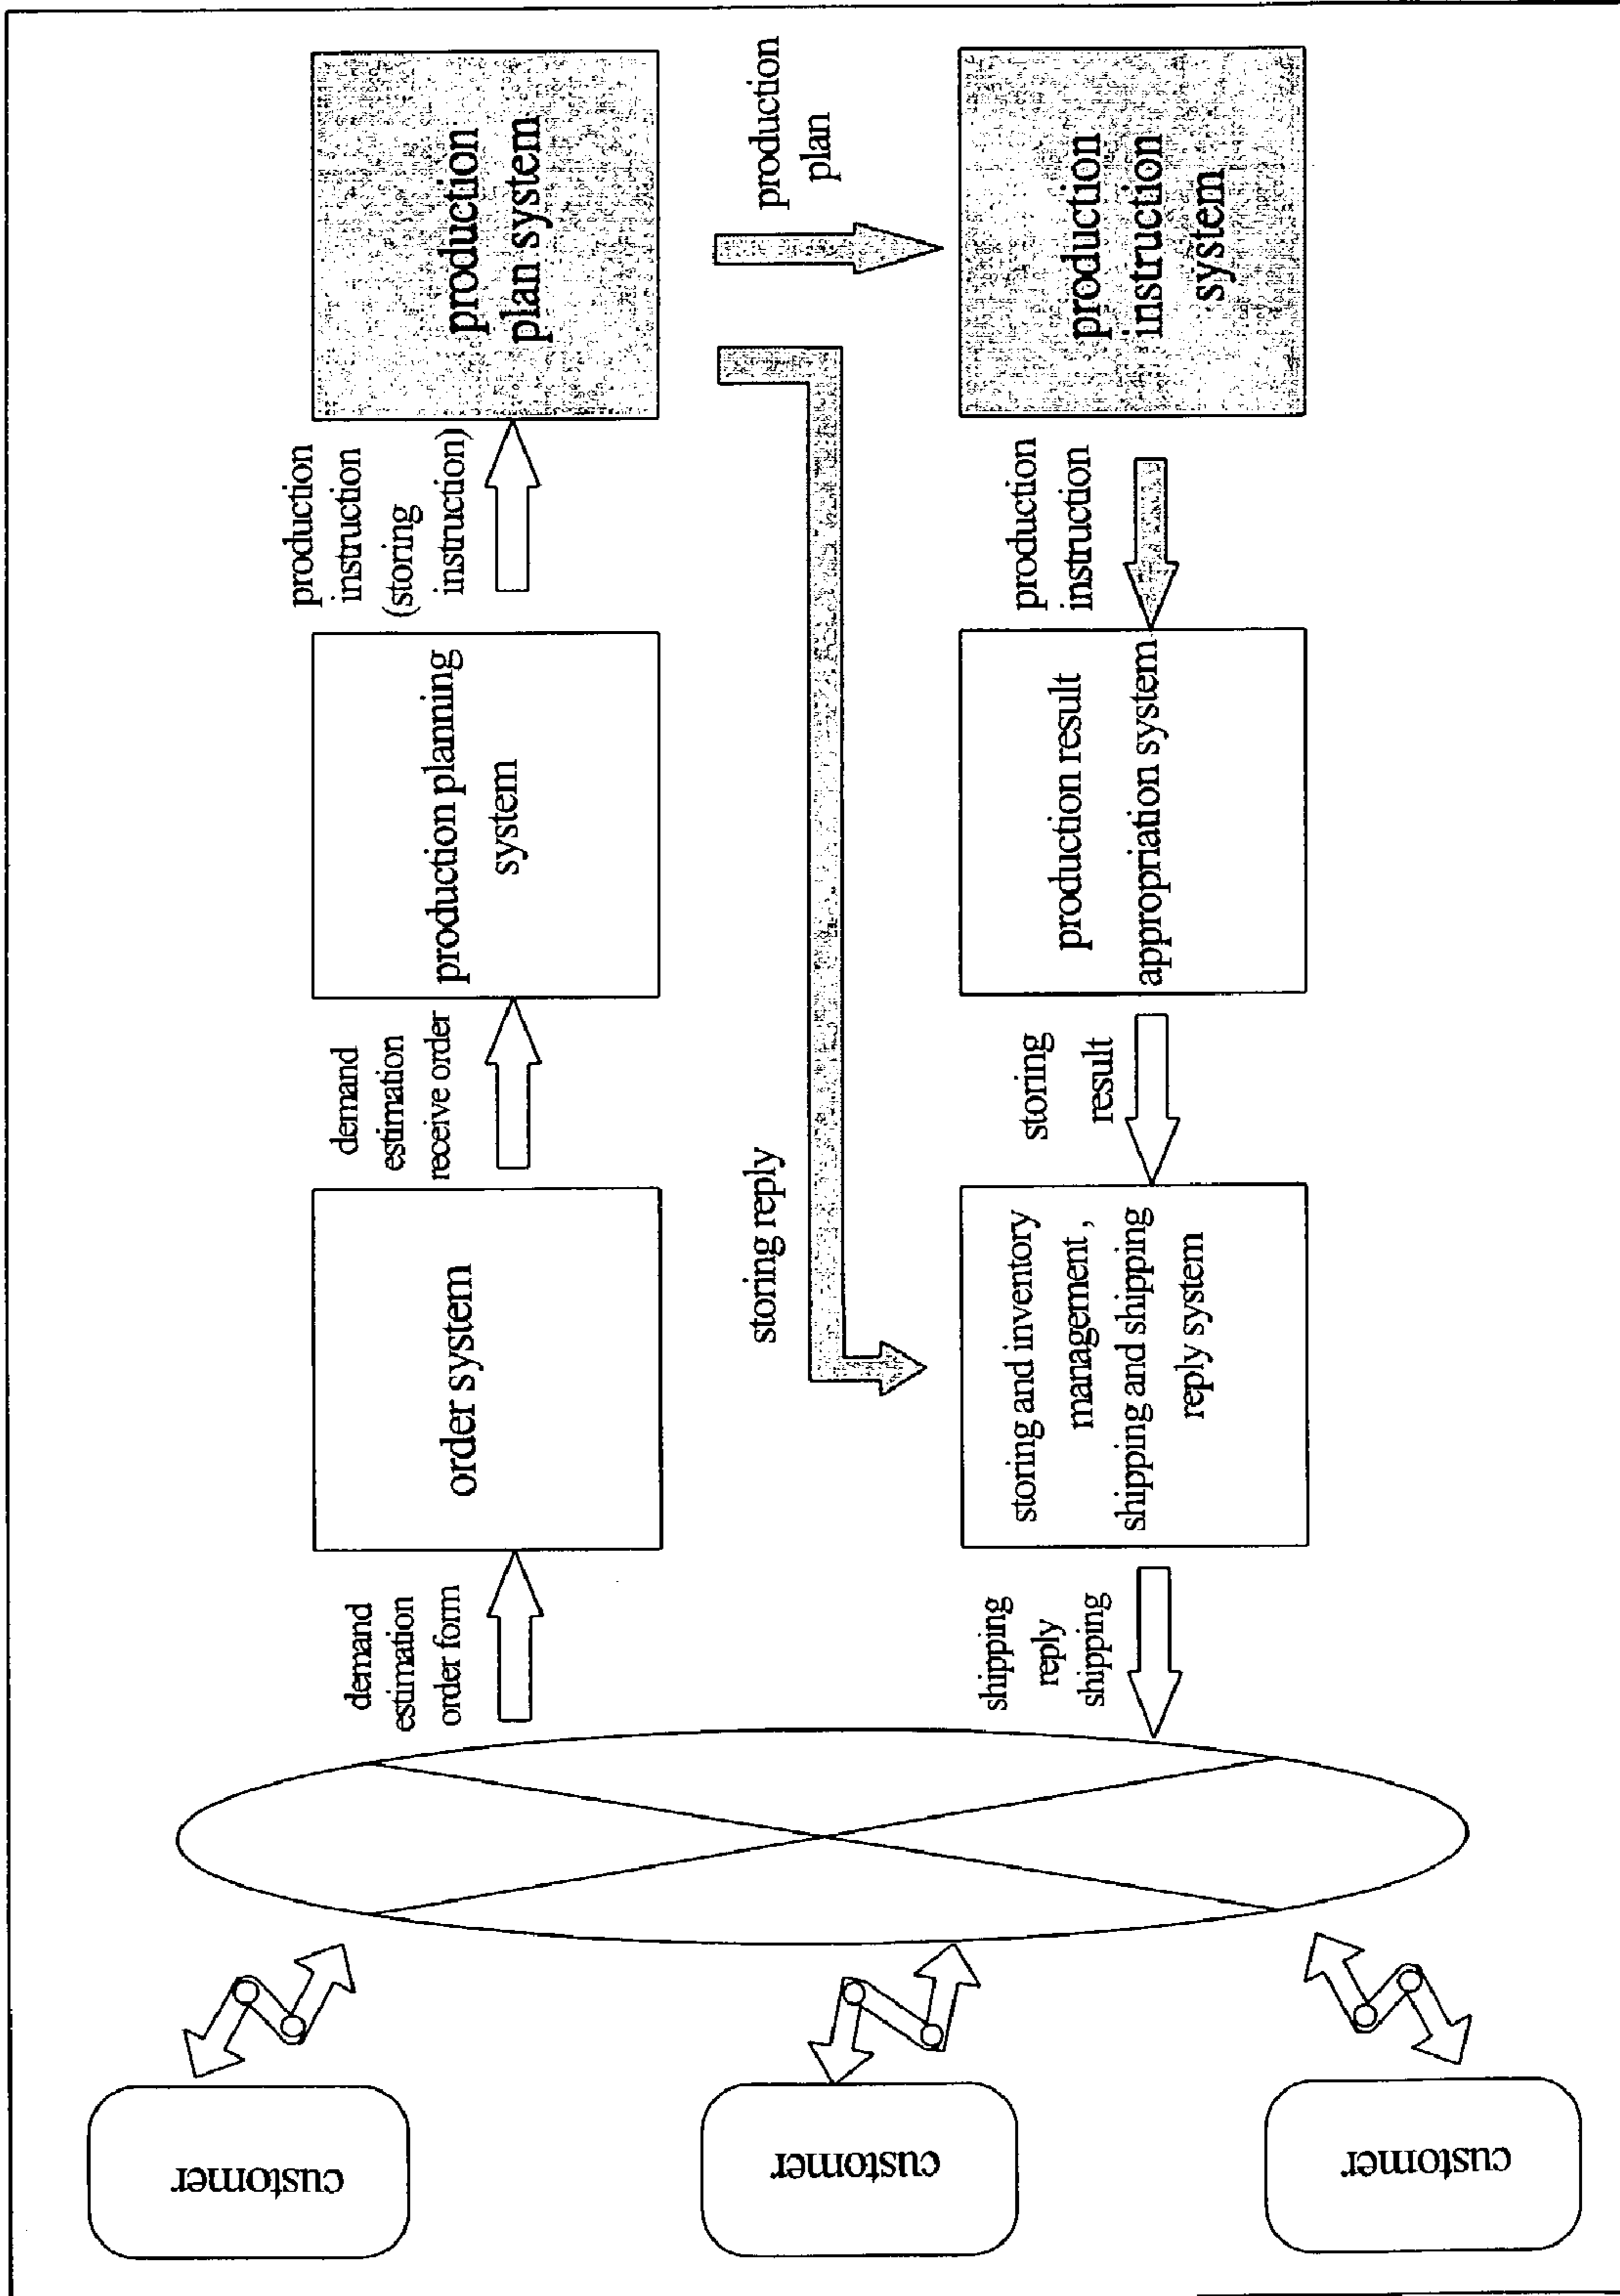 customer
customer
customer
demand
estimation
order form
order system
demand
estimation
receive order
production planning
system
production
instruction
(storing
instruction)
production
plan system
storing reply
production
plan
shipping
reply
shipping
storing and inventory
management ,
shipping and shipping
reply system
storing
result
production result
appropriation system
production
instruction
production
instruction
system